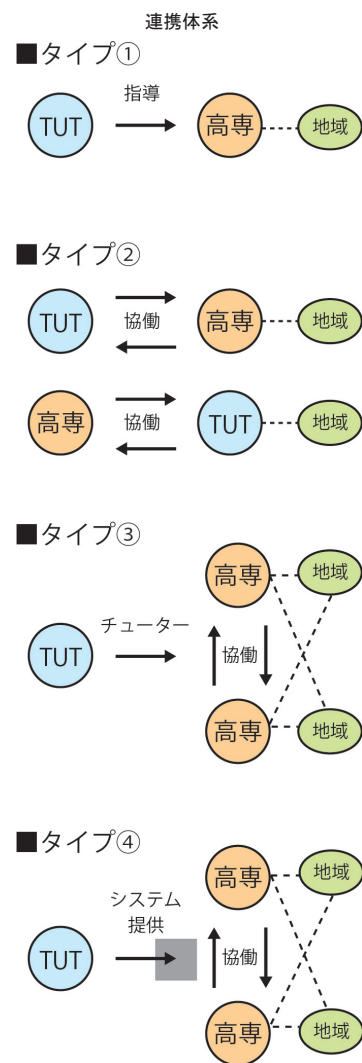 連携体系
■タイプ①
指導
TUT
高専
地域
■タイプ②
TUT
協働
高専
地域
高専
協働
TUT
地域
■タイプ③
高専
地域
チューター
TUT
協働
高専
地域
■タイプ④
高専
地域
システム
提供
TUT
協働
高専
地域